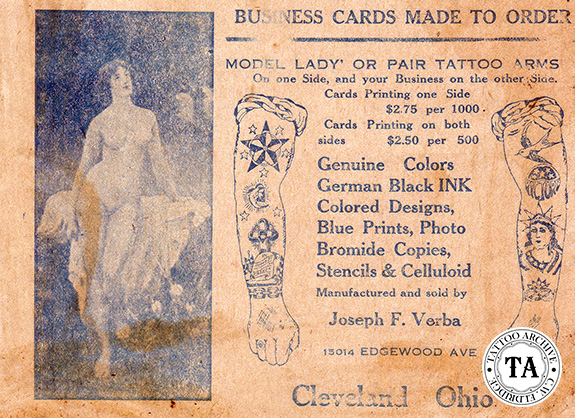 BUSINESS CARDS MADE TO ORDER
MODEL LADY' OR PAIR TATTOO ARMS
On one Side, and your Business on the other Side.
Cards Printing one Side
$2.75 per 1000.
Cards Printing on both
sides $2.50 per 500
Genuine Colors
German Black INK
Colored Designs,
Blue Prints, Photo
Bromide Copies,
Stencils & Celluloid
Manufactured and sold by
Joseph F. Verba
15014 EDGEWOOD AVE
Cleveland Ohio
TATTOO ARCHIVE
TA
C.W. ELDRIDGE